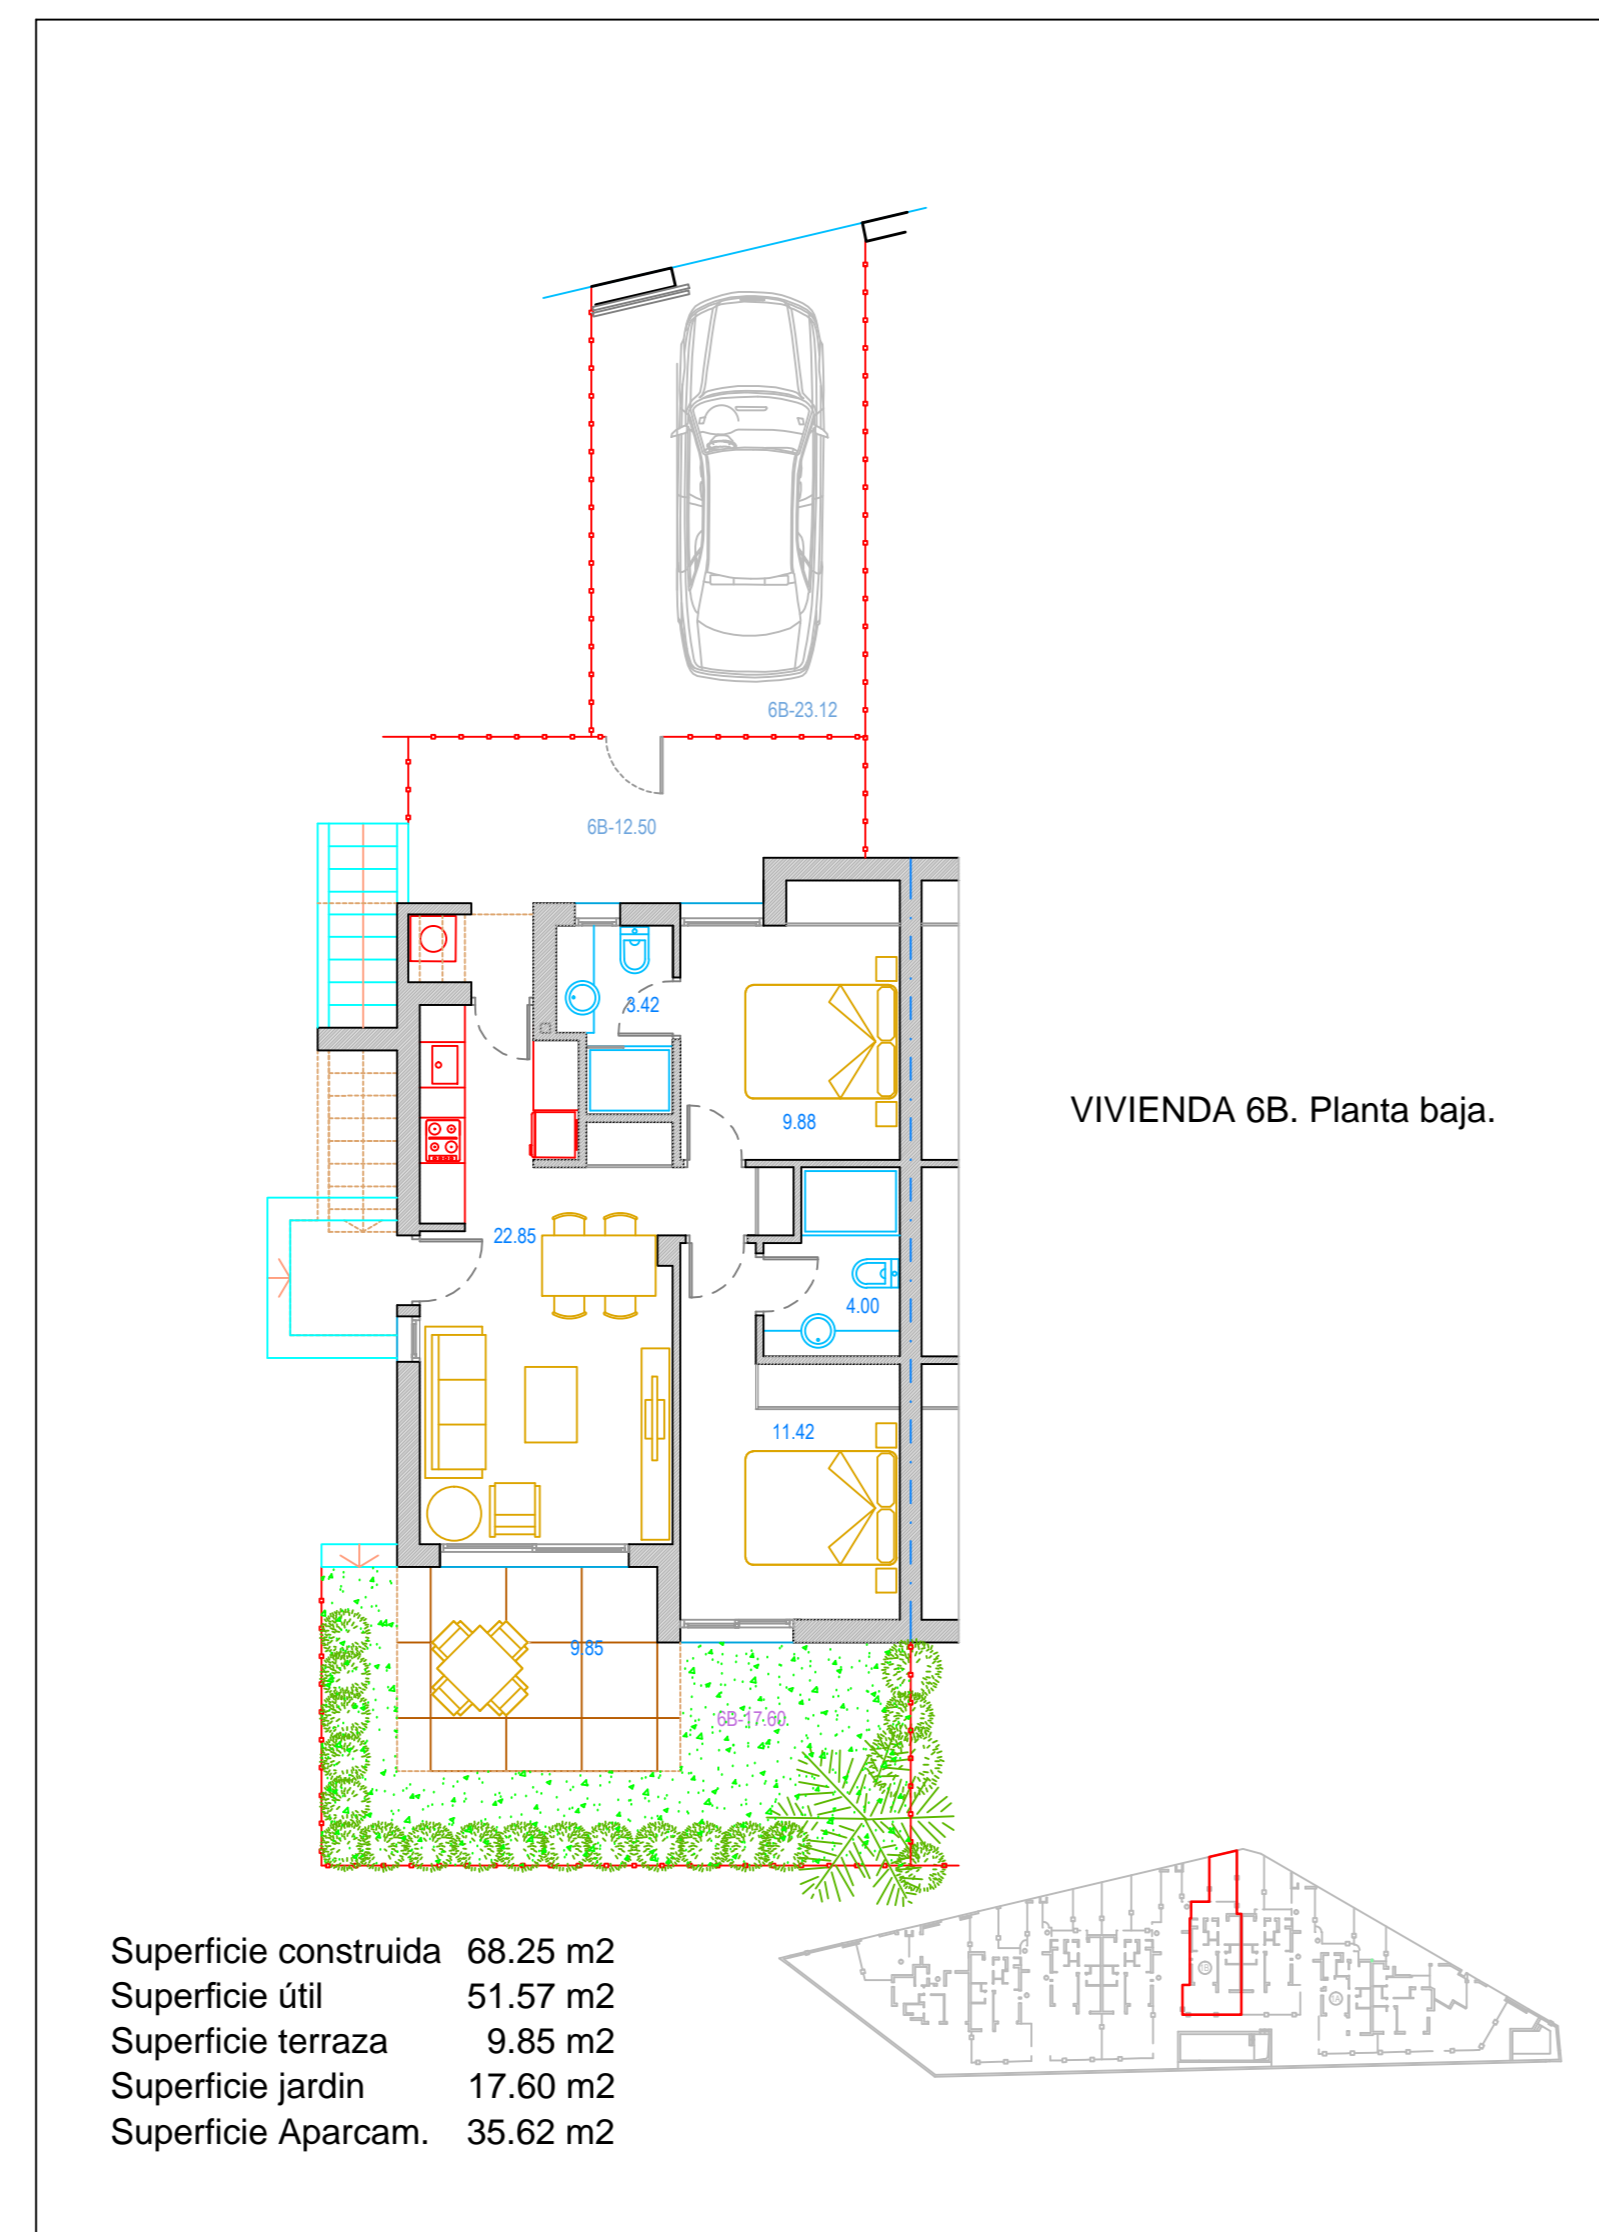 6B-23.12
6B-12.50
3.42
9.88
VIVIENDA 6B. Planta baja.
22.85
4.00
11.42
9.85
6B-17.60
Superficie construida 68.25 m2
Superficie útil 51.57 m2
Superficie terraza 9.85 m2
Superficie jardin 17.60 m2
Superficie Aparcam. 35.62 m2